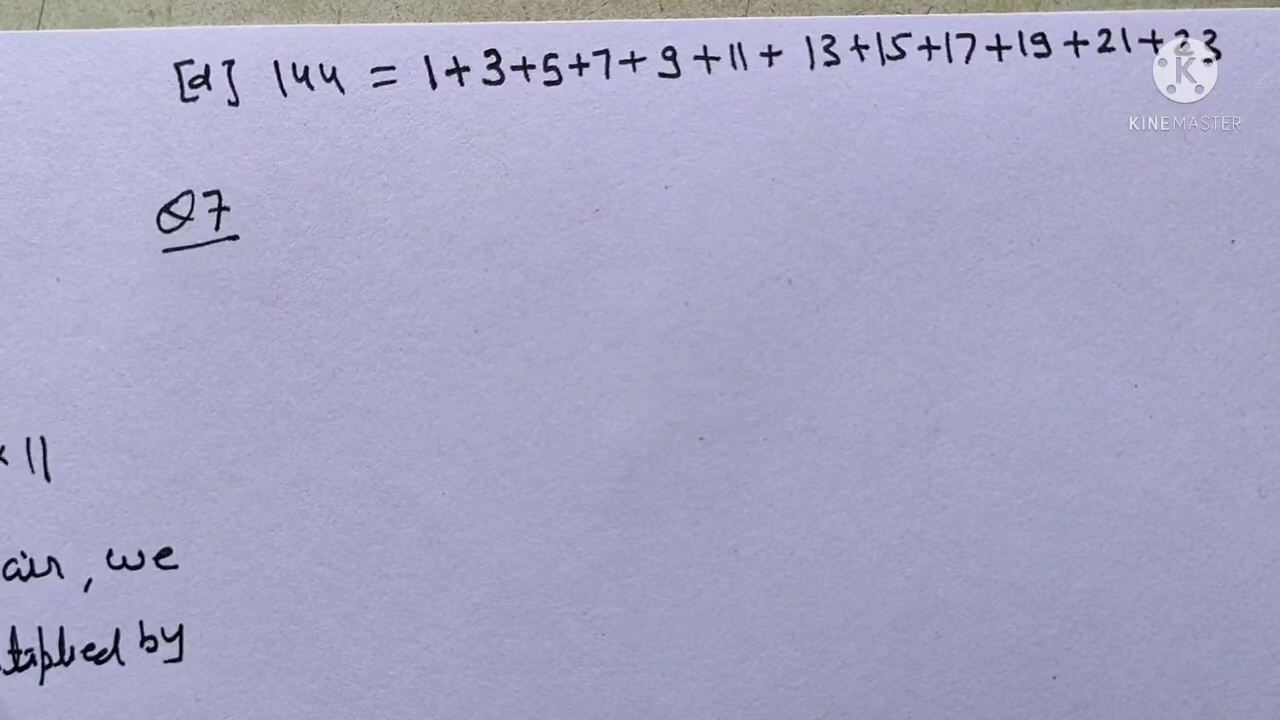 [d] 144 = 1+3+5+7+9+11+ 13+15+17+19+21+23
KINEMASTER
Q7
× 11
air, we
tiplied by